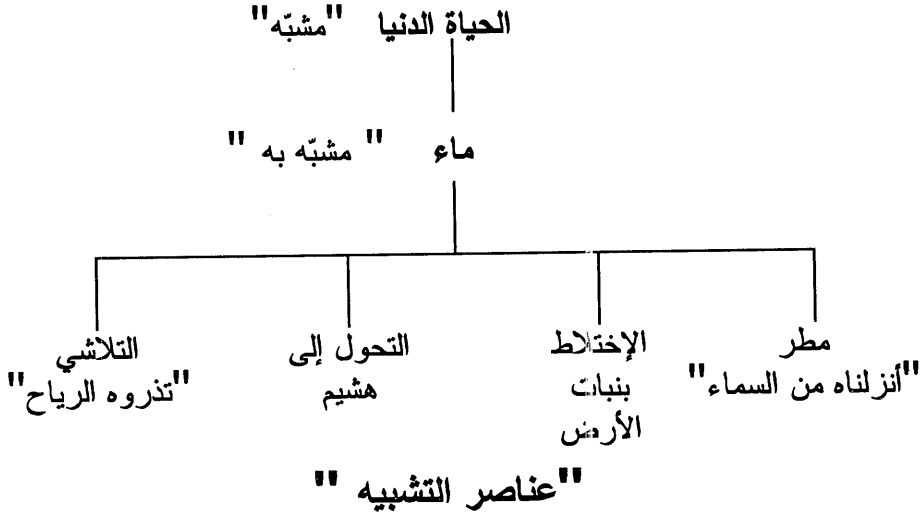 الحياة الدنيا "مشبّه"
ماء " مشبّه به "
مطر
"أنزلناه من السماء"
الإختلاط
بنبات
الأرض
التحول إلى
هشيم
التلاشي
"تذروه الرياح"
"عناصر التشبيه "